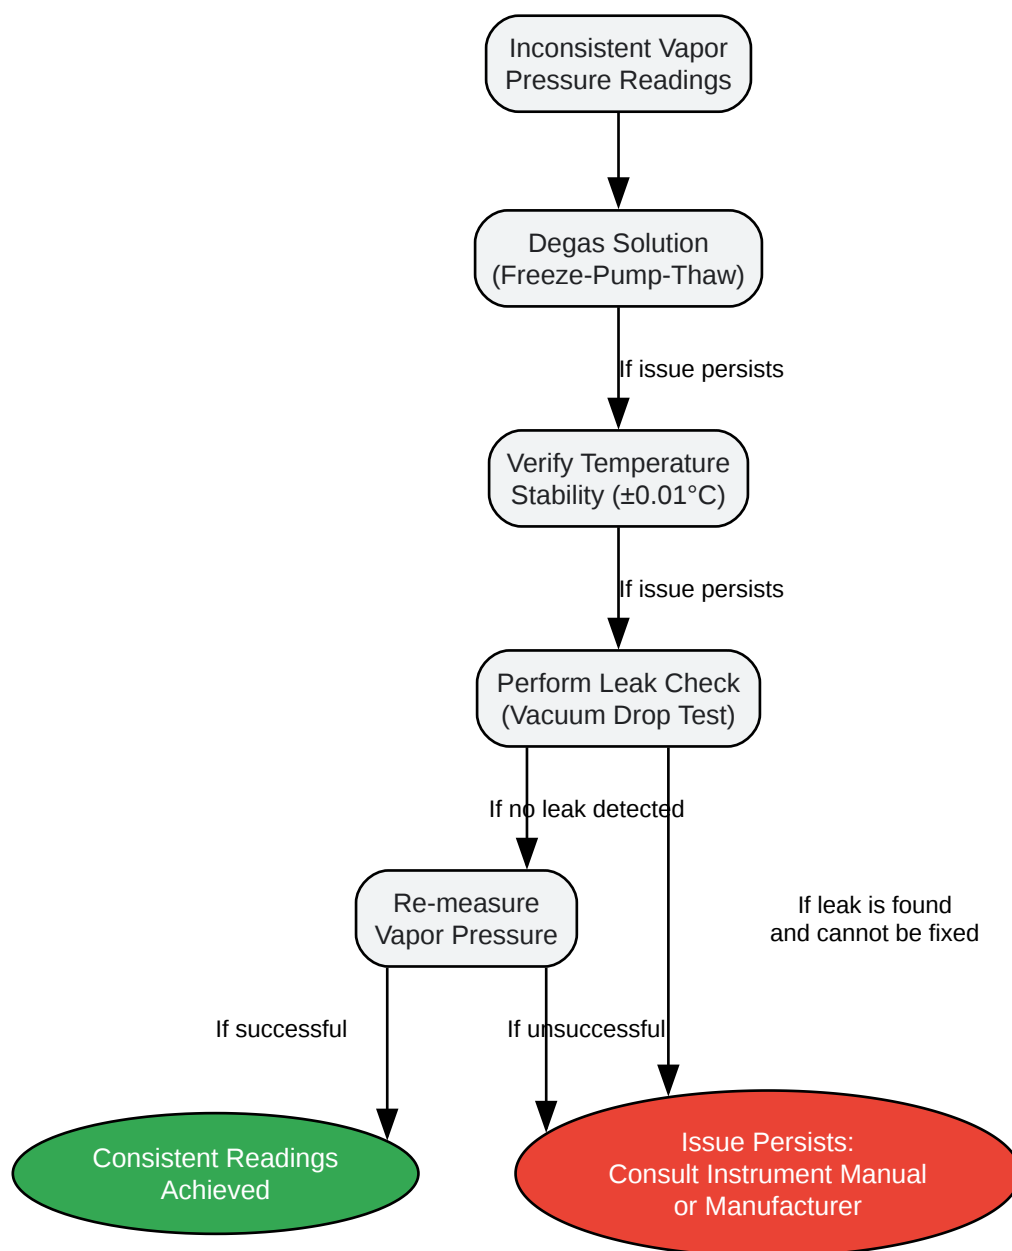 Inconsistent Vapor
Pressure Readings
Degas Solution
(Freeze-Pump-Thaw)
If issue persists
Verify Temperature
Stability (±0.01°C)
If issue persists
Perform Leak Check
(Vacuum Drop Test)
If no leak detected
Re-measure
Vapor Pressure
If leak is found
and cannot be fixed
If successful
If unsuccessful
Consistent Readings
Achieved
Issue Persists:
Consult Instrument Manual
or Manufacturer